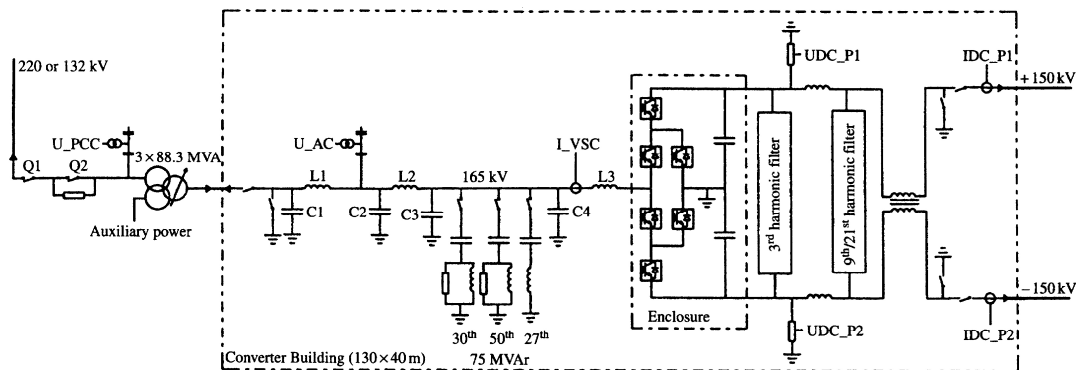 220 or 132 kV
U_PCC
Q1
Q2
3×88.3 MVA
Auxiliary power
U_AC
L1
L2
165 kV
I_VSC
L3
C1
C2
C3
C4
30th
50th
27th
75 MVAr
Converter Building (130×40 m)
Enclosure
UDC_P1
3rd harmonic filter
9th/21st harmonic filter
UDC_P2
IDC_P1
+150 kV
−150 kV
IDC_P2